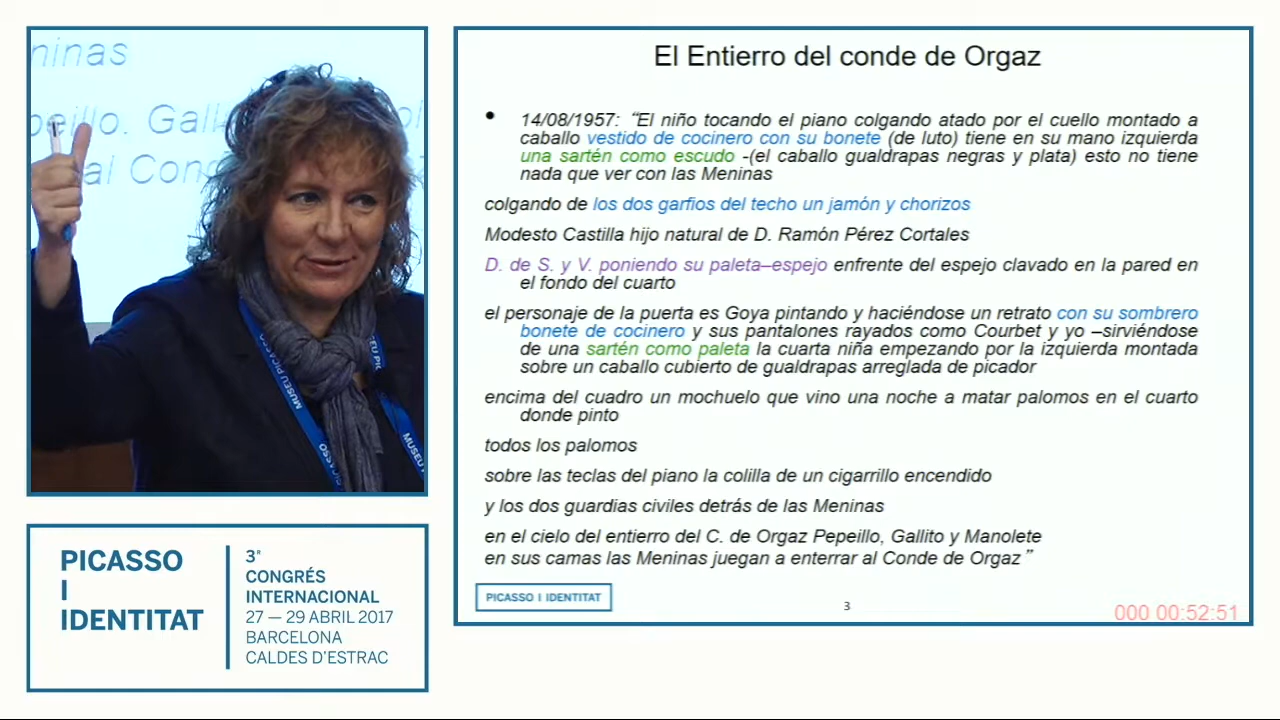 ninas
peillo. Gall
al Con
MUSEU PICASSO
El Entierro del conde de Orgaz
• 14/08/1957: “El niño tocando el piano colgando atado por el cuello montado a
caballo vestido de cocinero con su bonete (de luto) tiene en su mano izquierda
una sartén como escudo -(el caballo gualdrapas negras y plata) esto no tiene
nada que ver con las Meninas
colgando de los dos garfios del techo un jamón y chorizos
Modesto Castilla hijo natural de D. Ramón Pérez Cortales
D. de S. y V. poniendo su paleta–espejo enfrente del espejo clavado en la pared en
el fondo del cuarto
el personaje de la puerta es Goya pintando y haciéndose un retrato con su sombrero
bonete de cocinero y sus pantalones rayados como Courbet y yo –sirviéndose
de una sartén como paleta la cuarta niña empezando por la izquierda montada
sobre un caballo cubierto de gualdrapas arreglada de picador
encima del cuadro un mochuelo que vino una noche a matar palomos en el cuarto
donde pinto
todos los palomos
sobre las teclas del piano la colilla de un cigarrillo encendido
y los dos guardias civiles detrás de las Meninas
en el cielo del entierro del C. de Orgaz Pepeillo, Gallito y Manolete
en sus camas las Meninas juegan a enterrar al Conde de Orgaz”
PICASSO I IDENTITAT
3
000 00:52:51
PICASSO
I
IDENTITAT
3r
CONGRÉS
INTERNACIONAL
27 — 29 ABRIL 2017
BARCELONA
CALDES D'ESTRAC